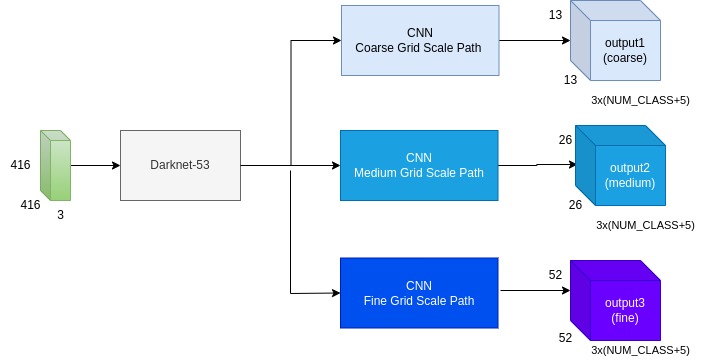 416
416
3
Darknet-53
CNN
Coarse Grid Scale Path
13
13
output1
(coarse)
3x(NUM_CLASS+5)
CNN
Medium Grid Scale Path
26
26
output2
(medium)
3x(NUM_CLASS+5)
CNN
Fine Grid Scale Path
52
52
output3
(fine)
3x(NUM_CLASS+5)